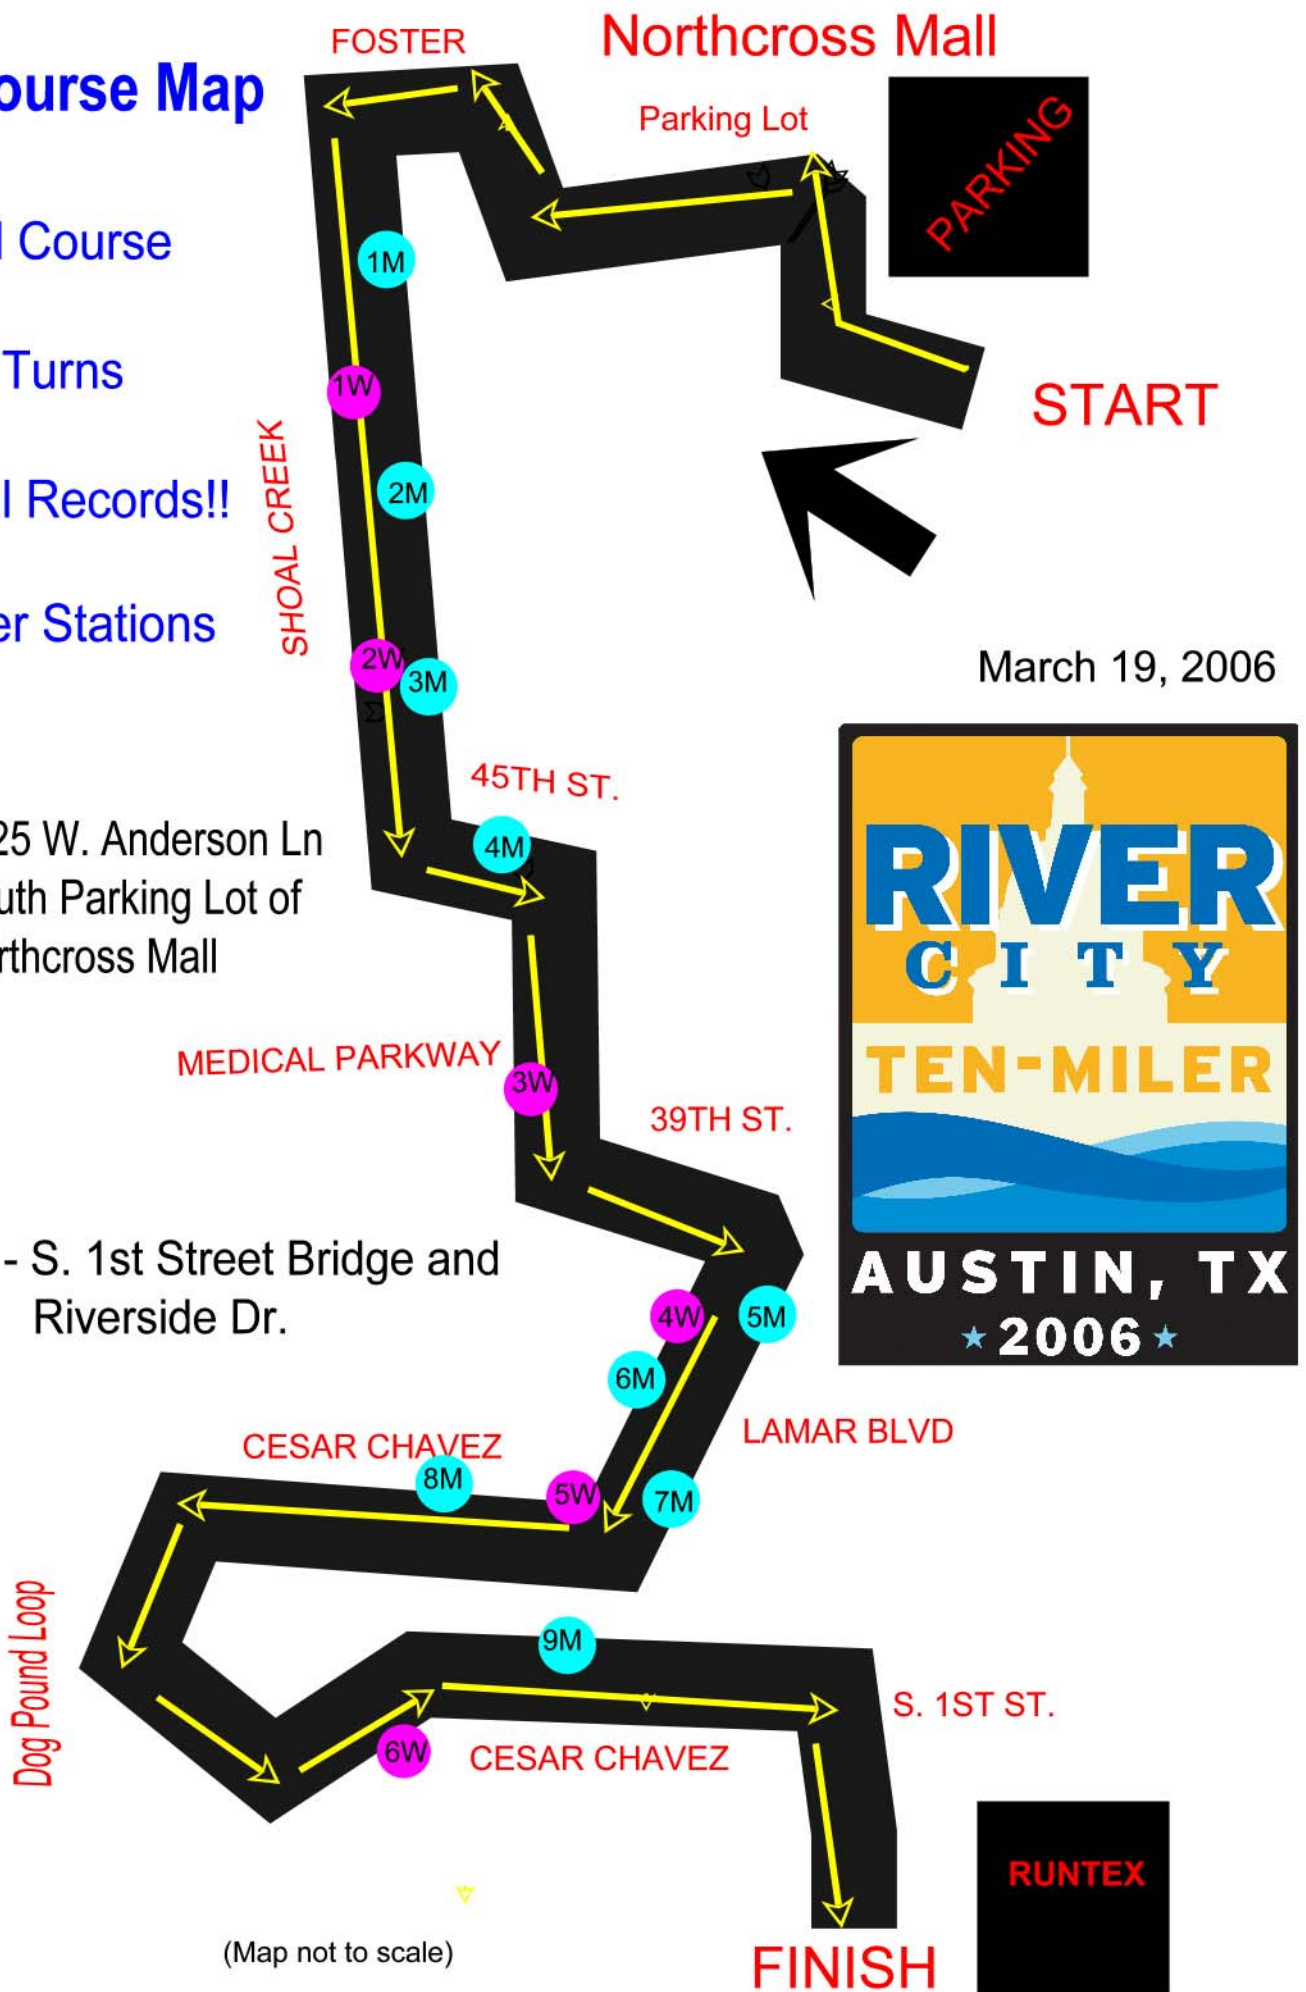 FOSTER
Northcross Mall
ourse Map
Parking Lot
PARKING
Course
1M
Turns
1W
START
SHOAL CREEK
2M
l Records!!
er Stations
2W
3M
March 19, 2006
45TH ST.
4M
25 W. Anderson Ln
uth Parking Lot of
rthcross Mall
RIVER
CITY
TEN-MILER
AUSTIN, TX
2006
MEDICAL PARKWAY
3W
39TH ST.
- S. 1st Street Bridge and
Riverside Dr.
4W
5M
6M
LAMAR BLVD
CESAR CHAVEZ
8M
5W
7M
Dog Pound Loop
9M
S. 1ST ST.
6W
CESAR CHAVEZ
RUNTEX
(Map not to scale)
FINISH